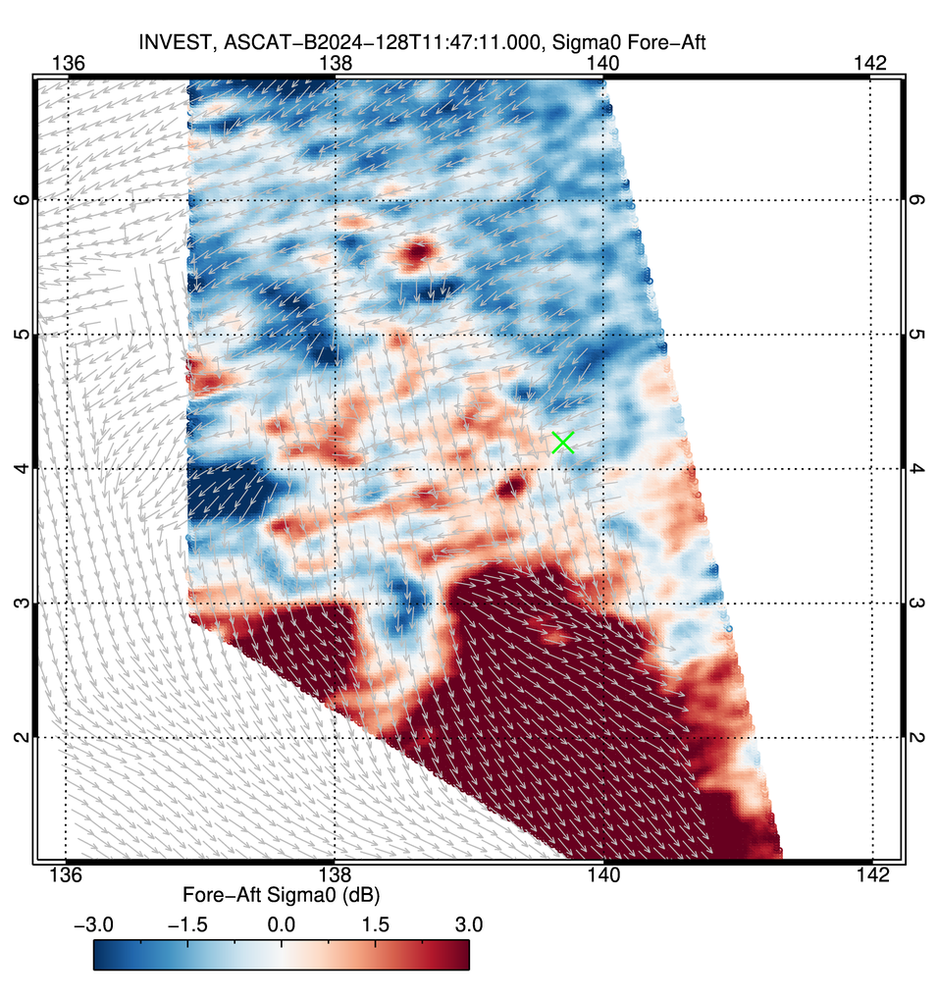 INVEST, ASCAT−B2024−128T11:47:11.000, Sigma0 Fore−Aft
136 138 140 142
6 6
5 5
4 4
3 3
2 2
136 138 140 142
Fore−Aft Sigma0 (dB)
−3.0 −1.5 0.0 1.5 3.0